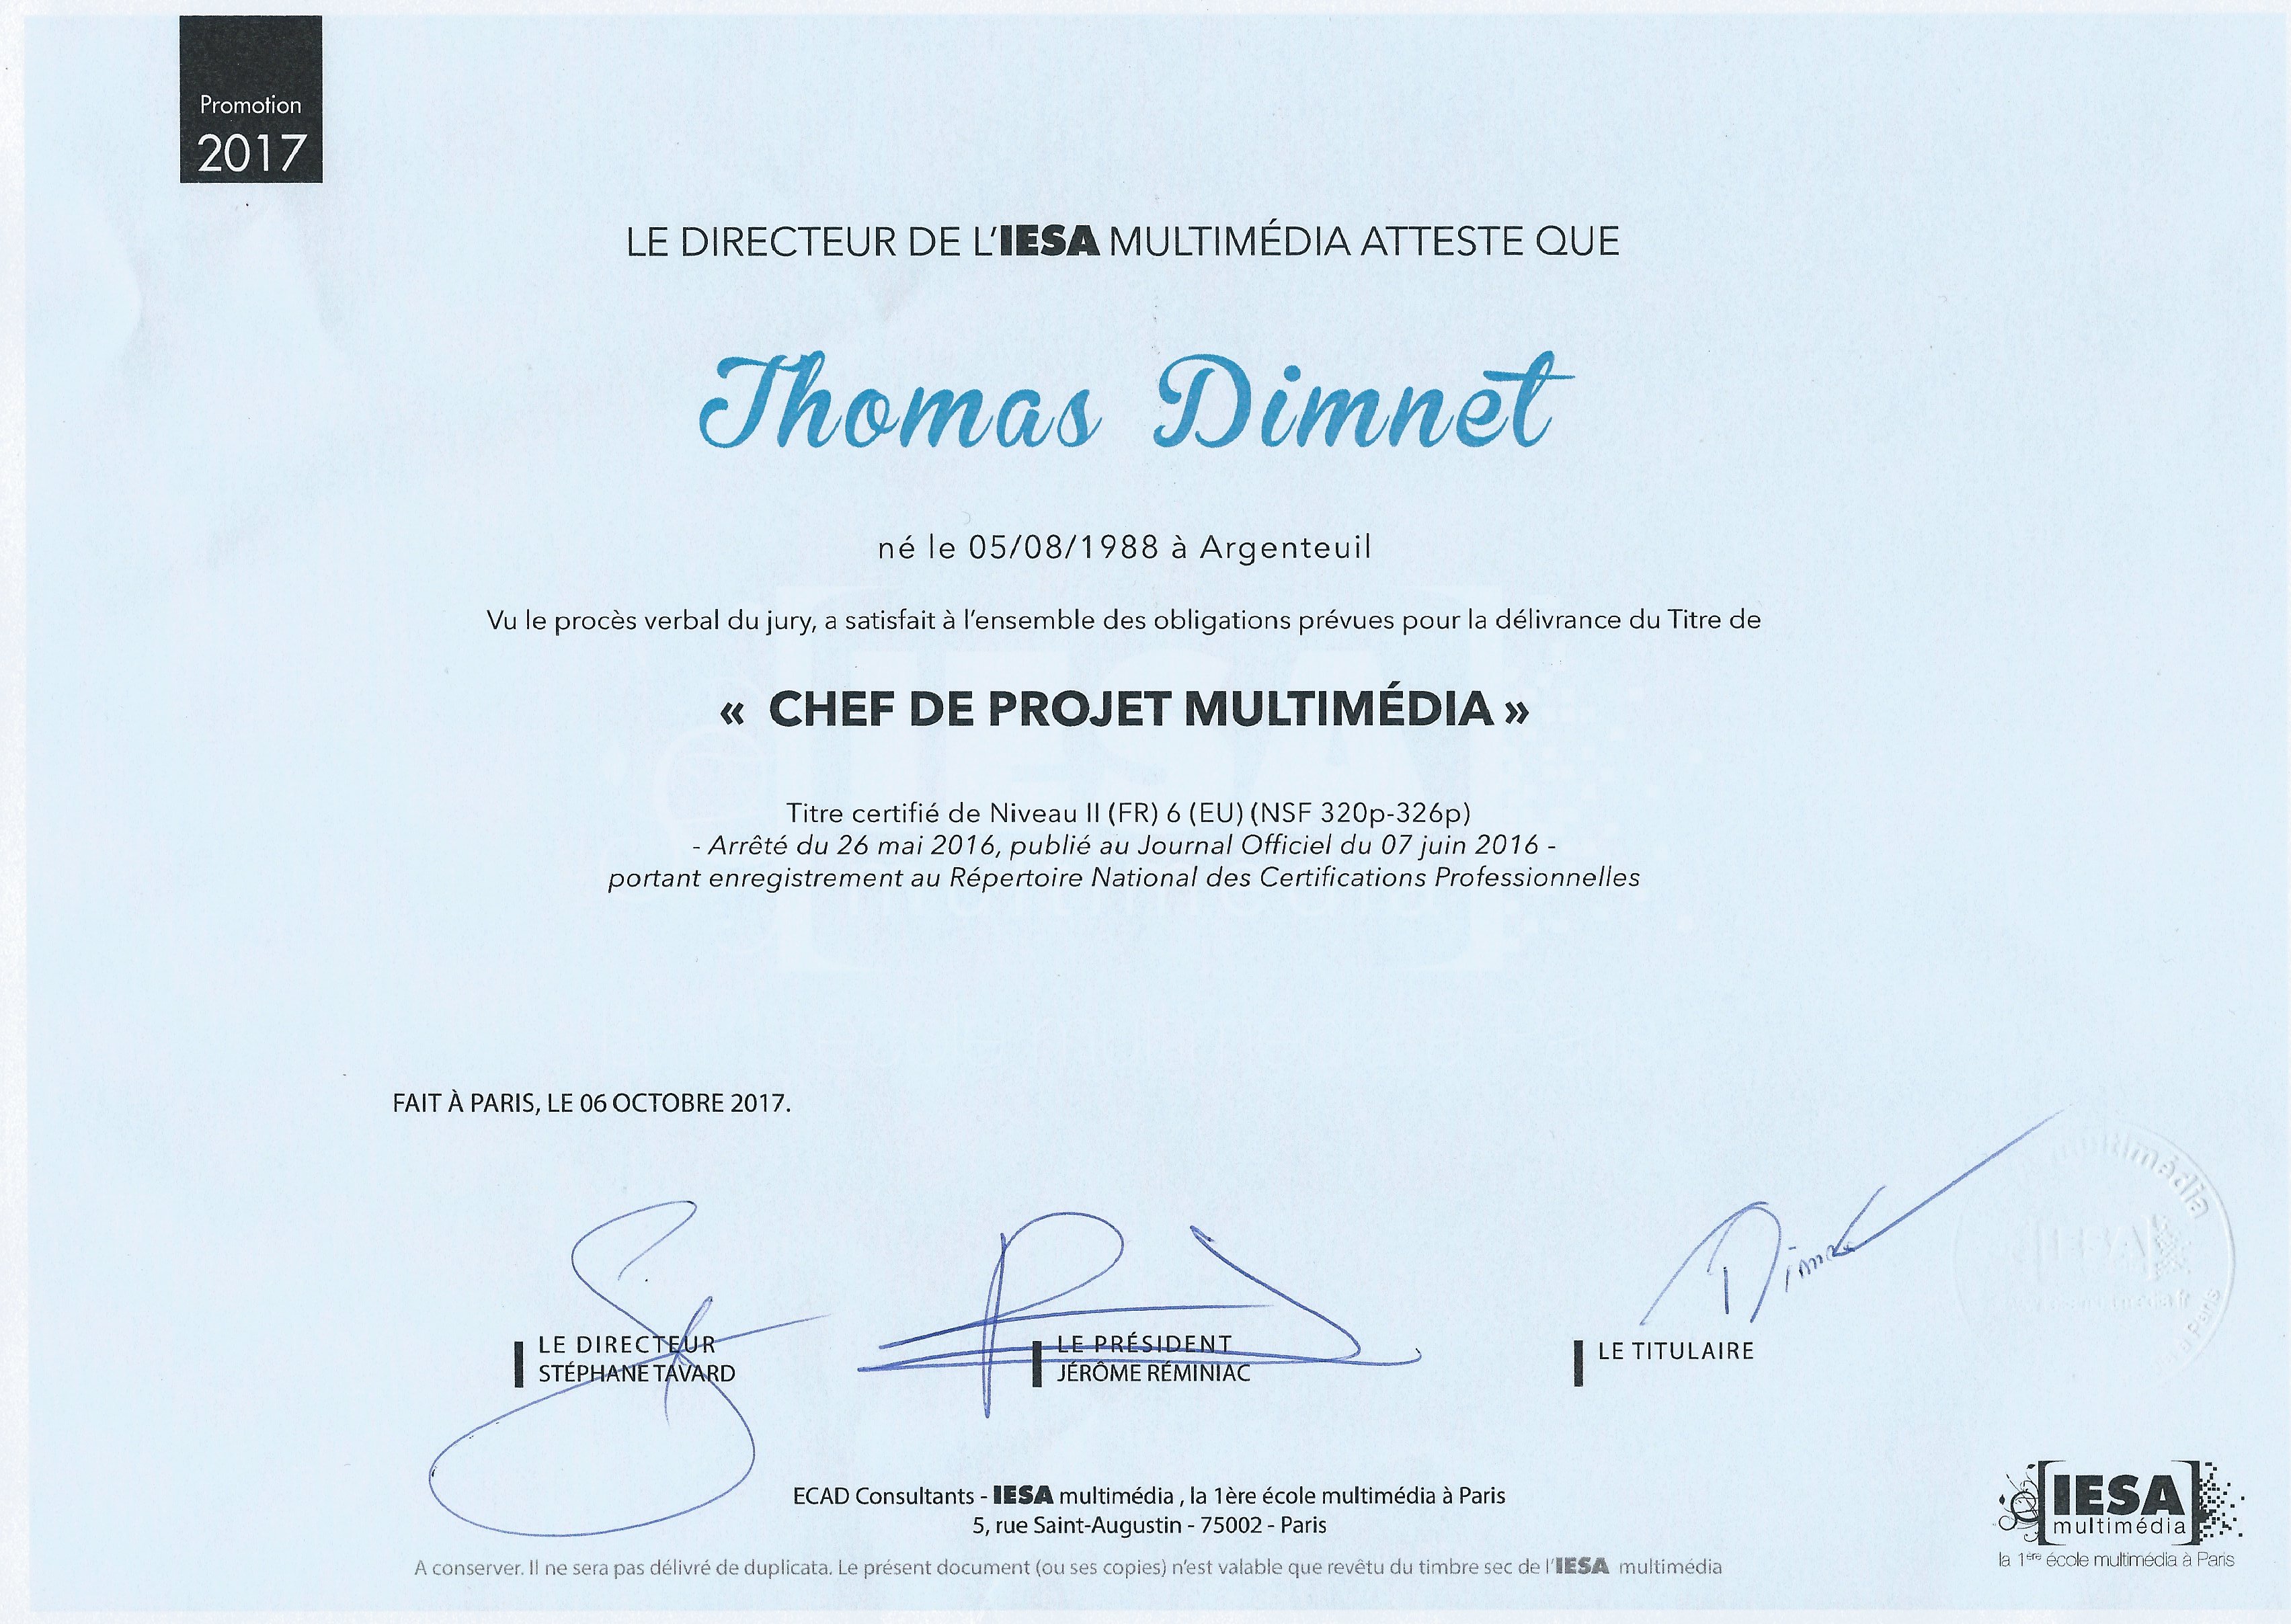 Promotion
2017
LE DIRECTEUR DE L'IESA MULTIMÉDIA ATTESTE QUE
Thomas Dimnet
né le 05/08/1988 à Argenteuil
Vu le procès verbal du jury, a satisfait à l'ensemble des obligations prévues pour la délivrance du Titre de
« CHEF DE PROJET MULTIMÉDIA »
Titre certifié de Niveau II (FR) 6 (EU) (NSF 320p-326p)
- Arrêté du 26 mai 2016, publié au Journal Officiel du 07 juin 2016 -
portant enregistrement au Répertoire National des Certifications Professionnelles
FAIT À PARIS, LE 06 OCTOBRE 2017.
LE DIRECTEUR
STÉPHANE TAVARD
LE PRÉSIDENT
JÉRÔME RÉMINIAC
Dimnet
LE TITULAIRE
multimédia
IESA
à Paris
ECAD Consultants - IESA multimédia , la 1ère école multimédia à Paris
5, rue Saint-Augustin - 75002 - Paris
A conserver. Il ne sera pas délivré de duplicata. Le présent document (ou ses copies) n'est valable que revêtu du timbre sec de l'IESA multimédia
IESA
multimédia
la 1ère école multimédia à Paris